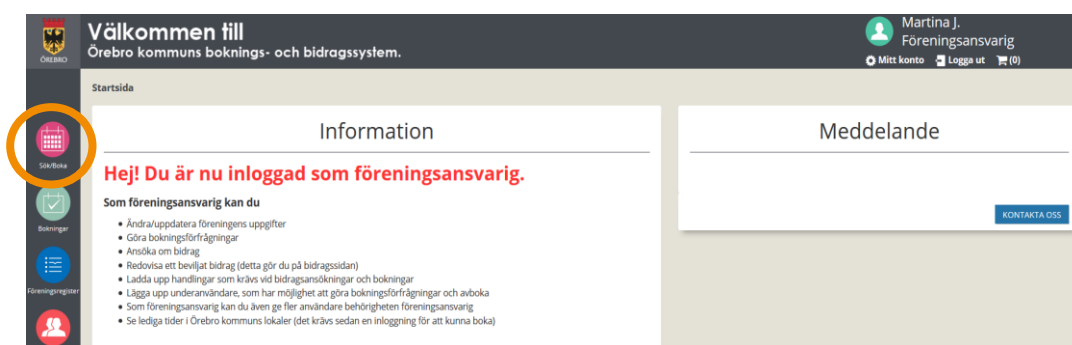 ÖREBRO
Välkommen till
Örebro kommuns boknings- och bidragssystem.
Martina J.
Föreningsansvarig
Mitt konto Logga ut (0)
Startsida
Sök/Boka
Bokningar
Föreningsregister
Information
Hej! Du är nu inloggad som föreningsansvarig.
Som föreningsansvarig kan du
• Ändra/uppdatera föreningens uppgifter
• Göra bokningsförfrågningar
• Ansöka om bidrag
• Redovisa ett beviljat bidrag (detta gör du på bidragssidan)
• Ladda upp handlingar som krävs vid bidragsansökningar och bokningar
• Lägga upp underanvändare, som har möjlighet att göra bokningsförfrågningar och avboka
• Som föreningsansvarig kan du även ge fler användare behörigheten föreningsansvarig
• Se lediga tider i Örebro kommuns lokaler (det krävs sedan en inloggning för att kunna boka)
Meddelande
KONTAKTA OSS